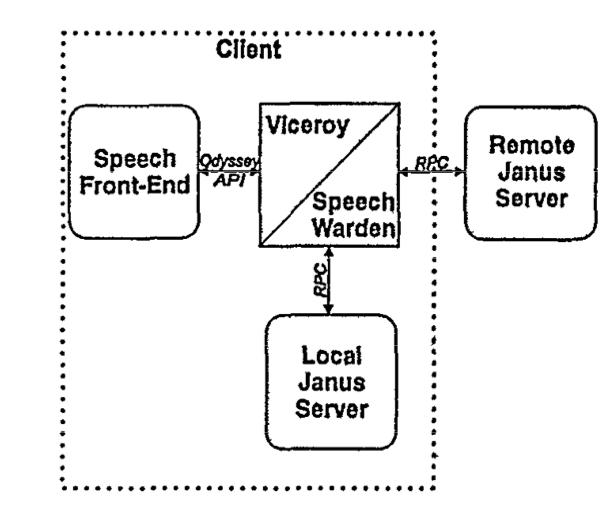 Client
Speech
Front-End
Odyssey
API
Viceroy
Speech
Warden
RPC
Remote
Janus
Server
RPC
Local
Janus
Server